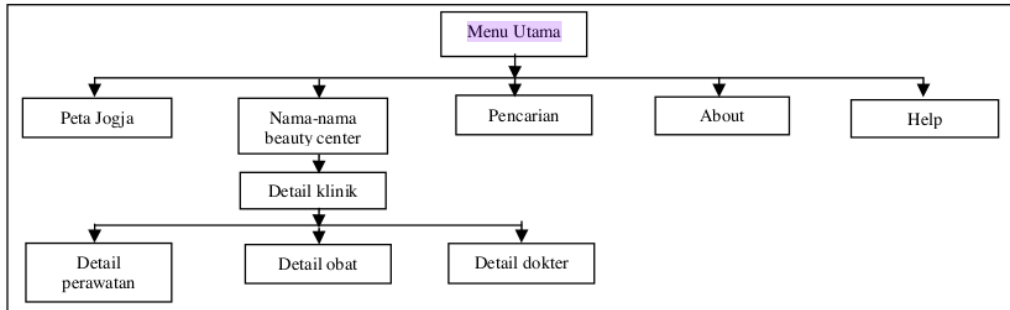 Menu Utama
Peta Jogja
Nama-nama
beauty center
Pencarian
About
Help
Detail klinik
Detail
perawatan
Detail obat
Detail dokter